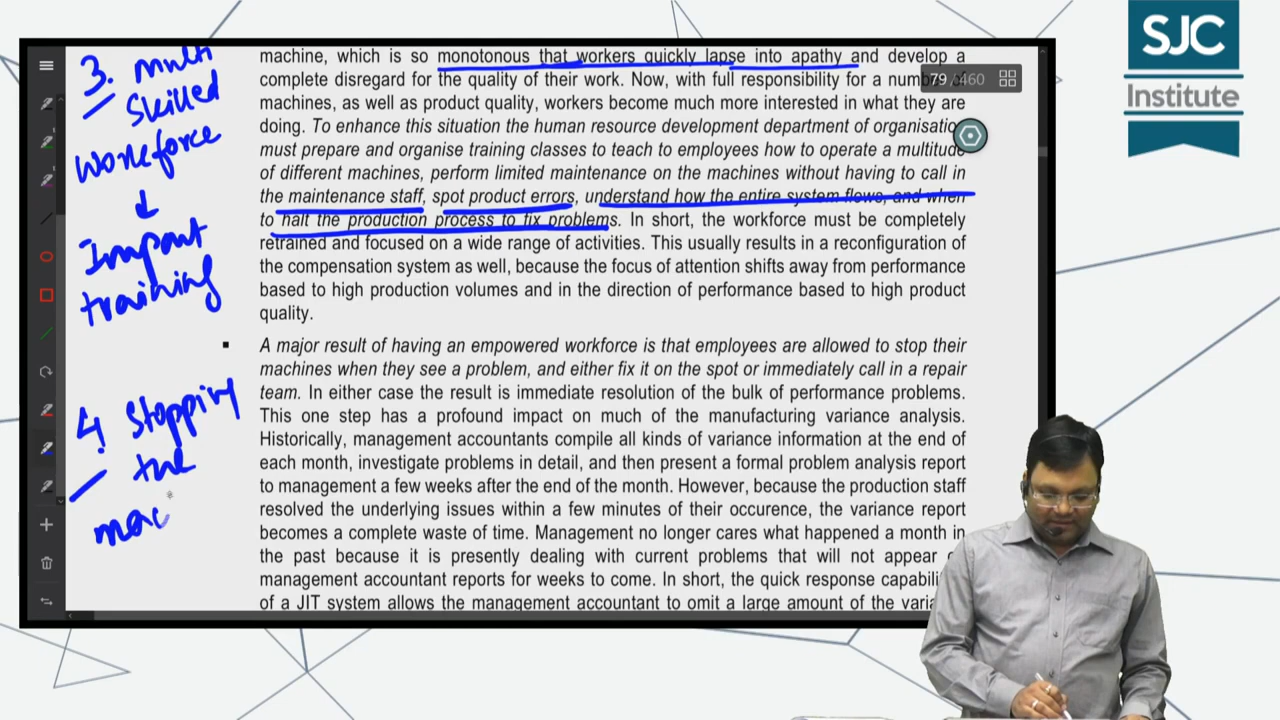 SJC
Institute
79 /460
3. multi
skilled
workforce
↓
Impart
training
4. Stopping
the
mac
machine, which is so monotonous that workers quickly lapse into apathy and develop a
complete disregard for the quality of their work. Now, with full responsibility for a number of
machines, as well as product quality, workers become much more interested in what they are
doing. To enhance this situation the human resource development department of organisation
must prepare and organise training classes to teach to employees how to operate a multitude
of different machines, perform limited maintenance on the machines without having to call in
the maintenance staff, spot product errors, understand how the entire system flows, and when
to halt the production process to fix problems. In short, the workforce must be completely
retrained and focused on a wide range of activities. This usually results in a reconfiguration of
the compensation system as well, because the focus of attention shifts away from performance
based to high production volumes and in the direction of performance based to high product
quality.
▪ A major result of having an empowered workforce is that employees are allowed to stop their
machines when they see a problem, and either fix it on the spot or immediately call in a repair
team. In either case the result is immediate resolution of the bulk of performance problems.
This one step has a profound impact on much of the manufacturing variance analysis.
Historically, management accountants compile all kinds of variance information at the end of
each month, investigate problems in detail, and then present a formal problem analysis report
to management a few weeks after the end of the month. However, because the production staff
resolved the underlying issues within a few minutes of their occurence, the variance report
becomes a complete waste of time. Management no longer cares what happened a month in
the past because it is presently dealing with current problems that will not appear
management accountant reports for weeks to come. In short, the quick response capabili
of a JIT system allows the management accountant to omit a large amount of the varia